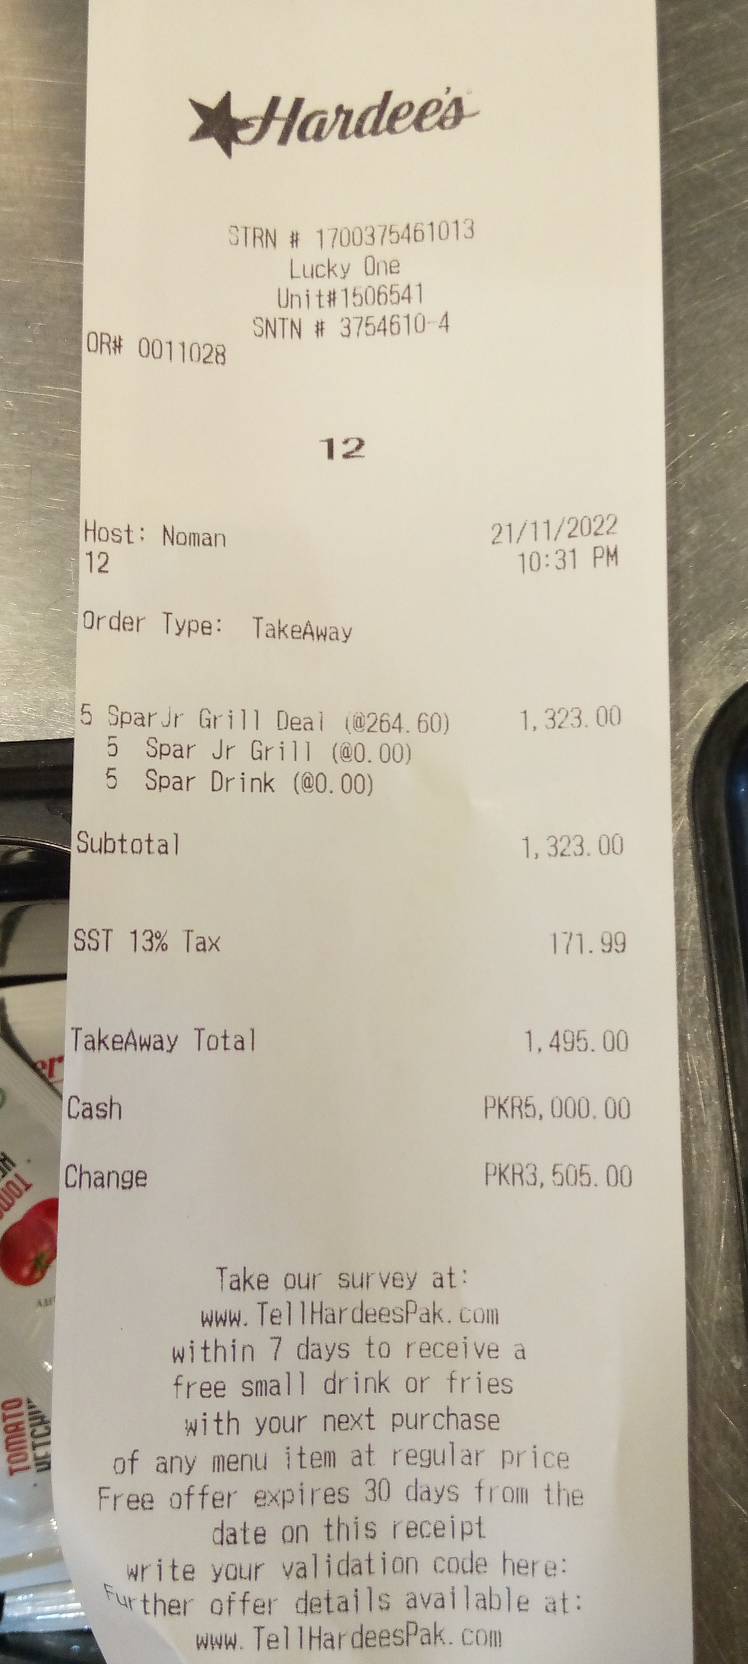 Hardee's
STRN # 1700375461013
Lucky One
Unit#1506541
SNTN # 3754610-4
OR# 0011028
12
Host: Noman 21/11/2022
12 10:31 PM
Order Type: TakeAway
5 SparJr Grill Deal (@264.60) 1,323.00
5 Spar Jr Grill (@0.00)
5 Spar Drink (@0.00)
Subtotal 1,323.00
SST 13% Tax 171.99
TakeAway Total 1,495.00
Cash PKR5,000.00
Change PKR3,505.00
Take our survey at:
www.TellHardeesPak.com
within 7 days to receive a
free small drink or fries
with your next purchase
of any menu item at regular price
Free offer expires 30 days from the
date on this receipt
write your validation code here:
Further offer details available at:
www.TellHardeesPak.com
TOMATO